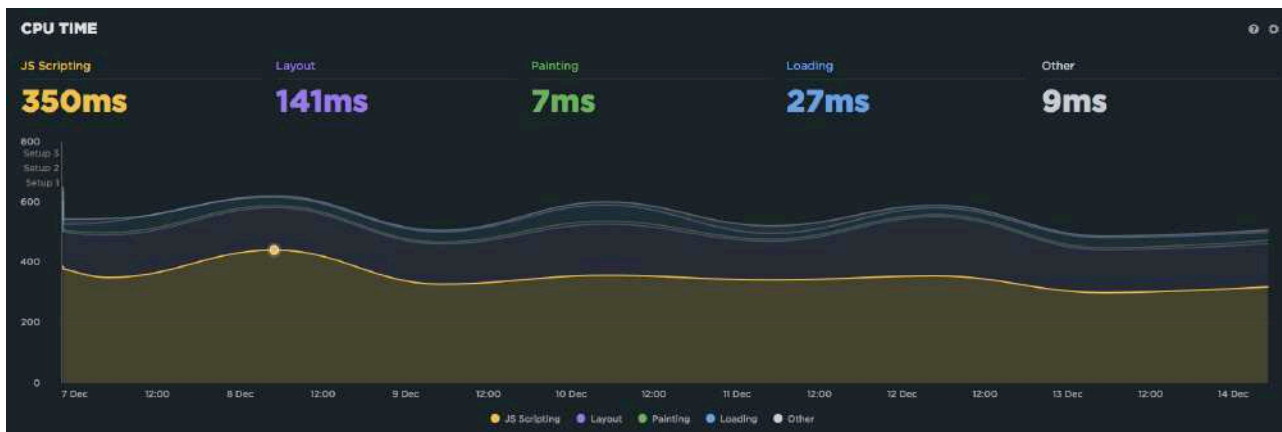 CPU TIME
JS Scripting
Layout
Painting
Loading
Other
350ms
141ms
7ms
27ms
9ms
800
Setup 3
Setup 2
Setup 1
600
400
200
0
7 Dec 12:00 8 Dec 12:00 9 Dec 12:00 10 Dec 12:00 11 Dec 12:00 12 Dec 12:00 13 Dec 12:00 14 Dec
JS Scripting Layout Painting Loading Other